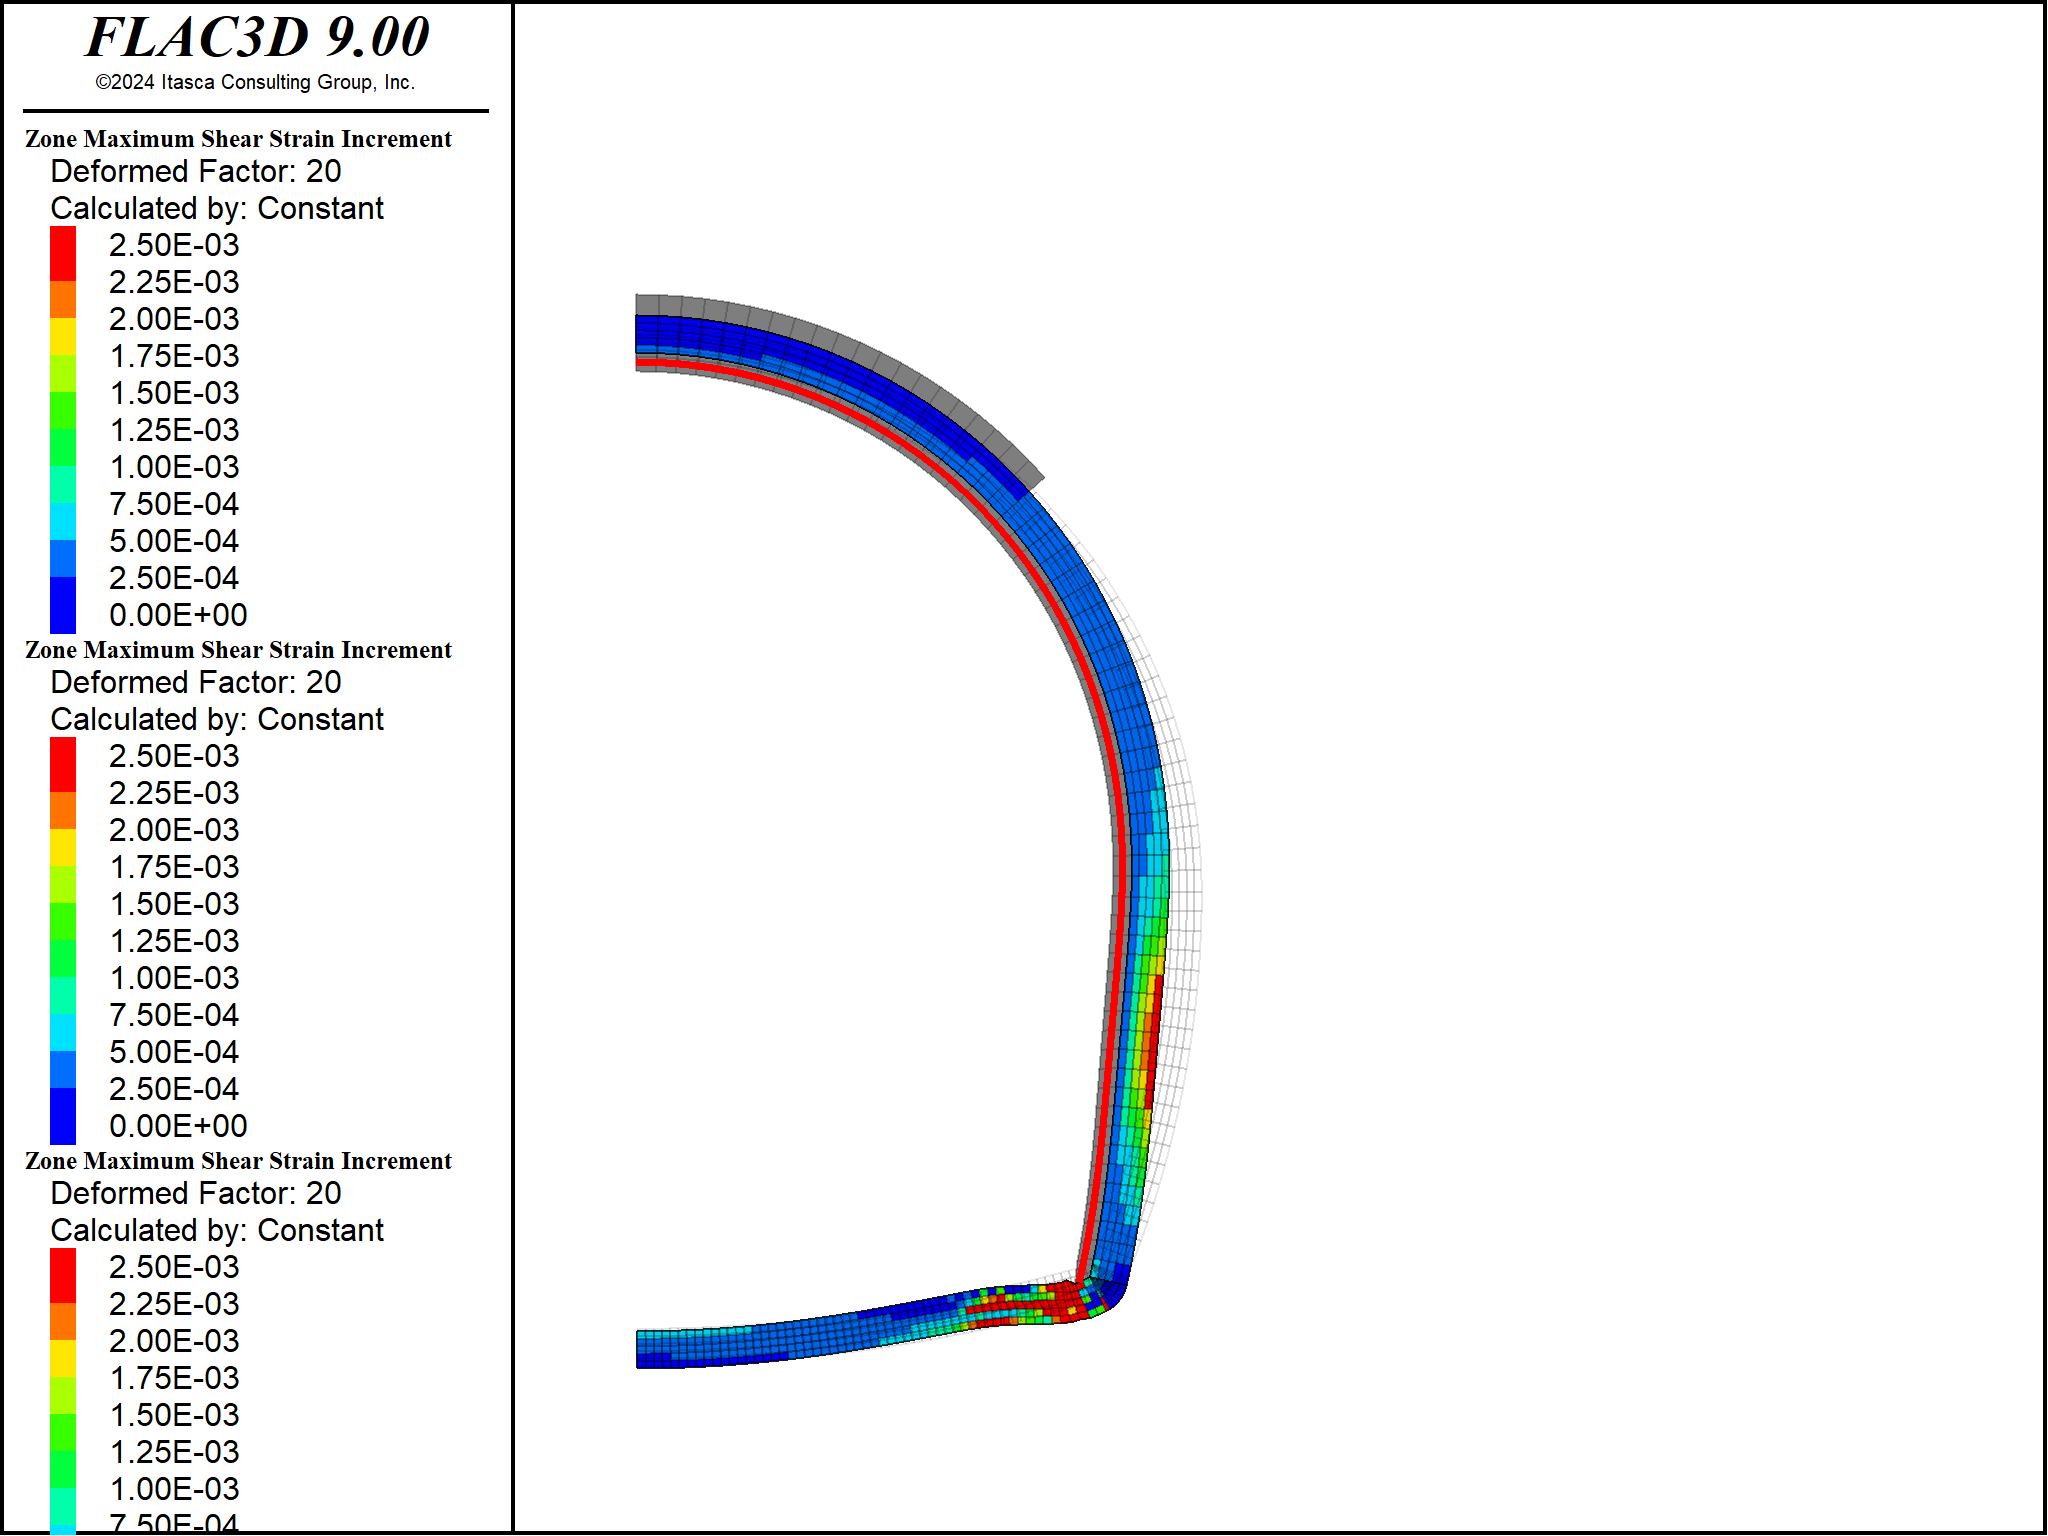 FLAC3D 9.00
©2024 Itasca Consulting Group, Inc.
Zone Maximum Shear Strain Increment
Deformed Factor: 20
Calculated by: Constant
2.50E-03
2.25E-03
2.00E-03
1.75E-03
1.50E-03
1.25E-03
1.00E-03
7.50E-04
5.00E-04
2.50E-04
0.00E+00
Zone Maximum Shear Strain Increment
Deformed Factor: 20
Calculated by: Constant
2.50E-03
2.25E-03
2.00E-03
1.75E-03
1.50E-03
1.25E-03
1.00E-03
7.50E-04
5.00E-04
2.50E-04
0.00E+00
Zone Maximum Shear Strain Increment
Deformed Factor: 20
Calculated by: Constant
2.50E-03
2.25E-03
2.00E-03
1.75E-03
1.50E-03
1.25E-03
1.00E-03
7.50E-04